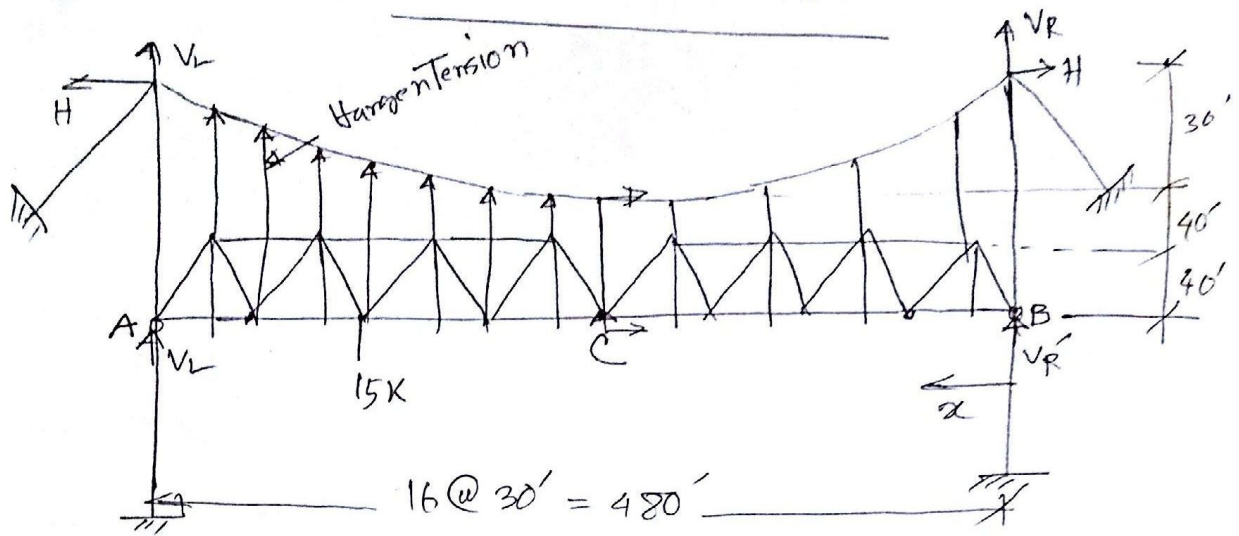 VL
VR
H
H
Hanger Tension
30'
40'
40'
A
B
C
VL
VR'
15K
x
16 @ 30' = 480'